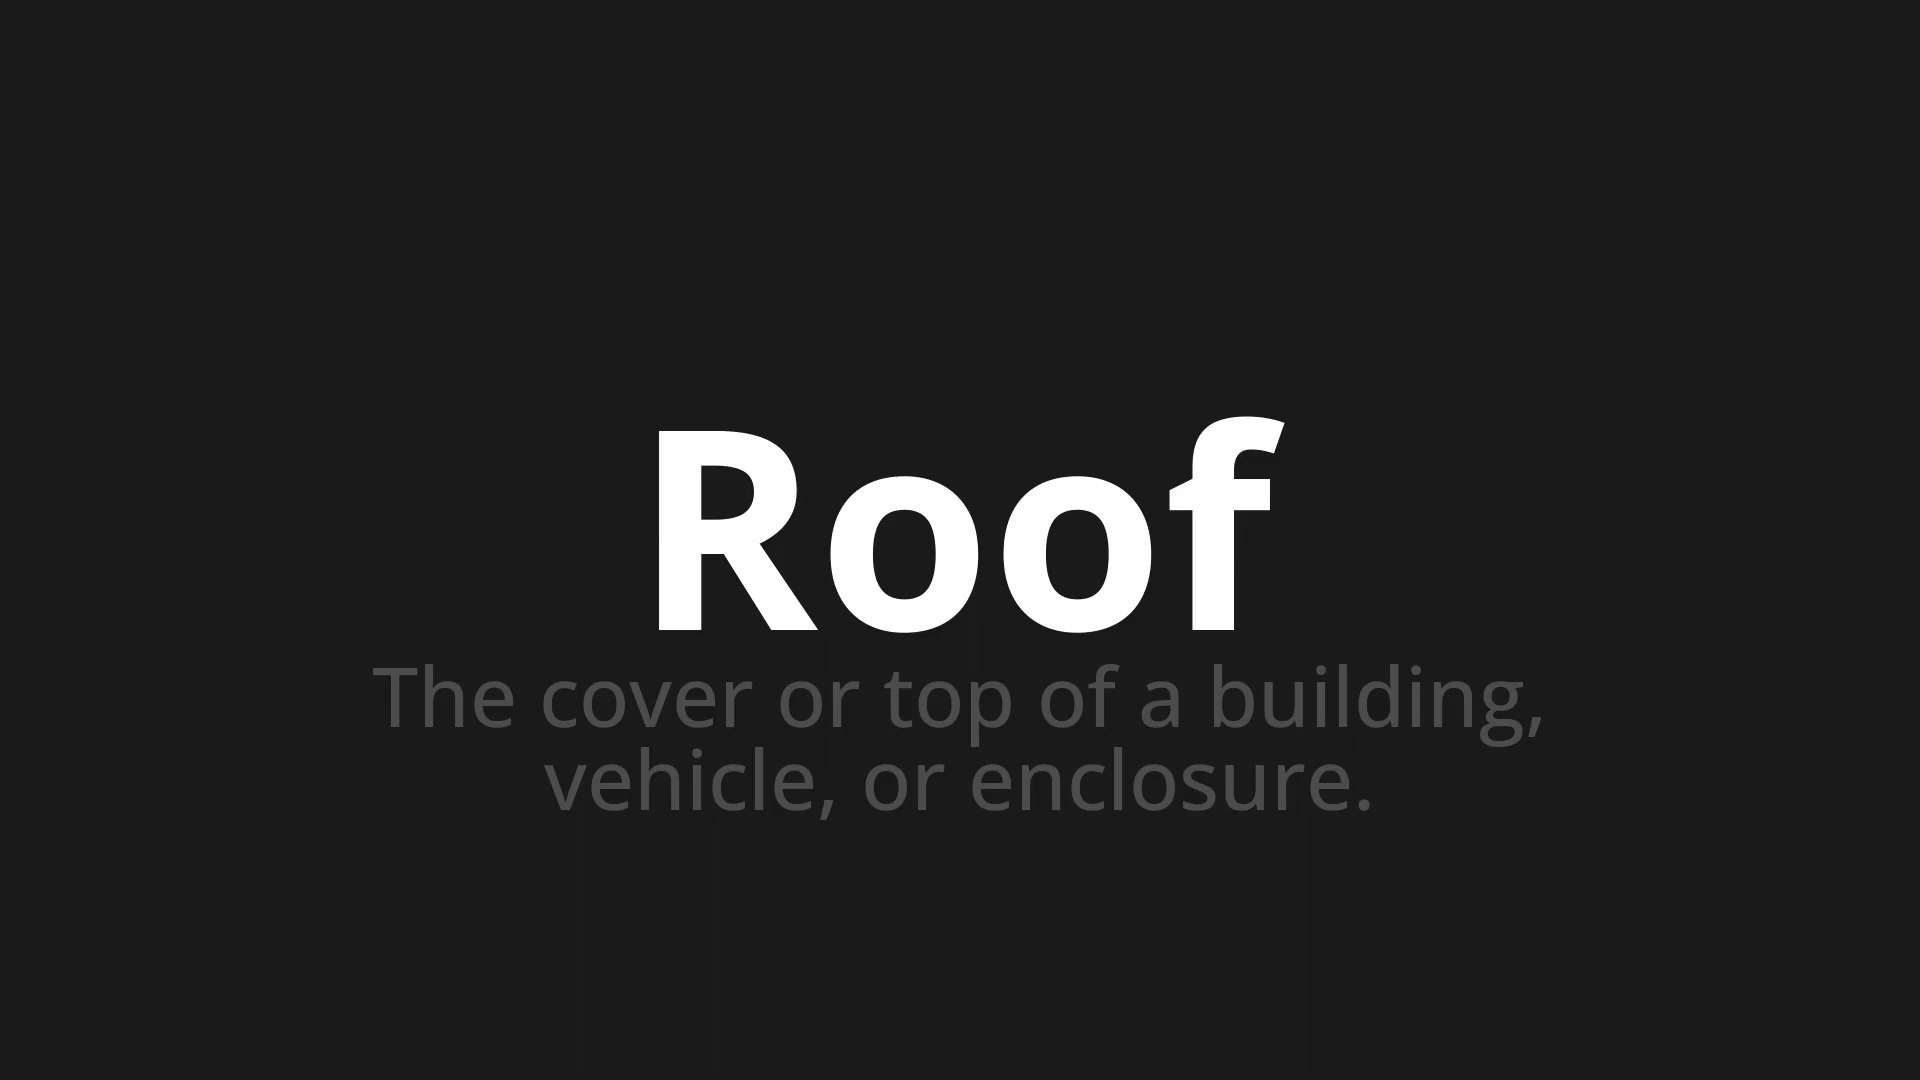 Roof
The cover or top of a building,
vehicle, or enclosure.